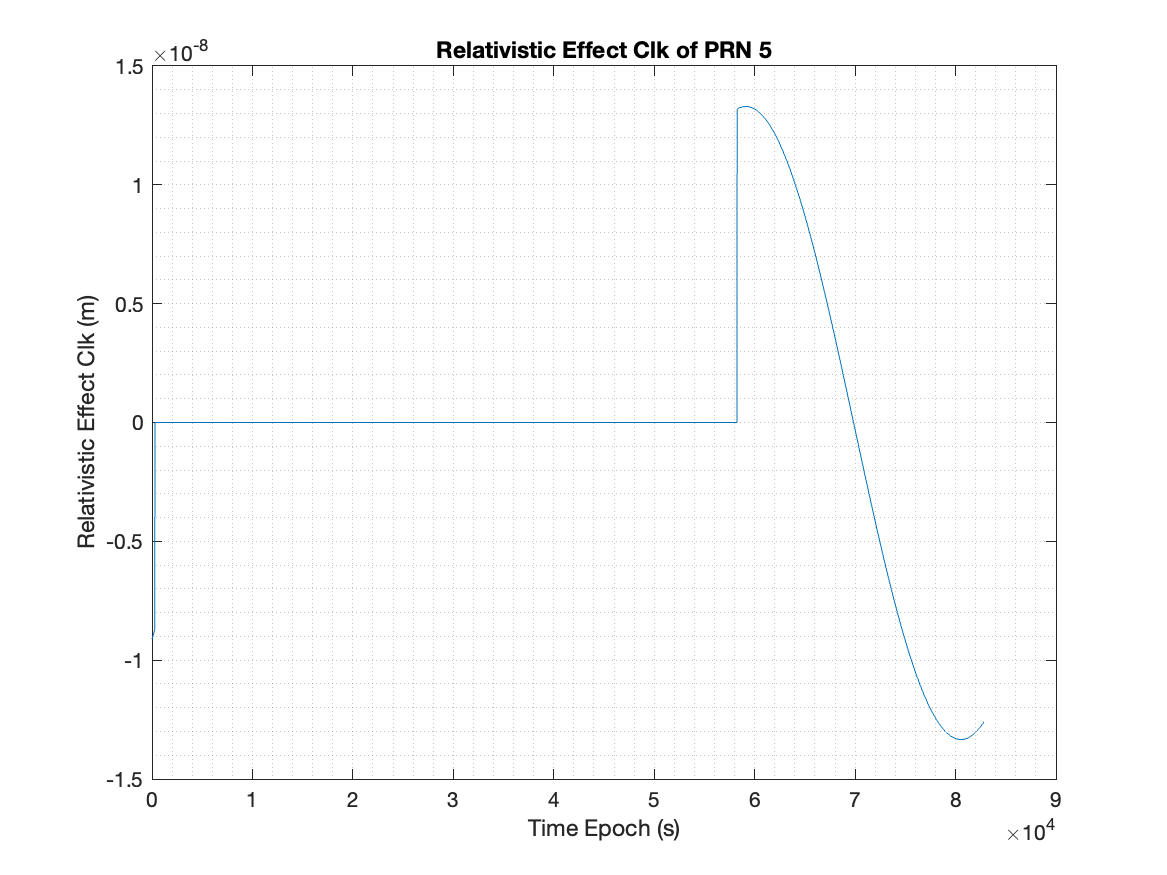 Relativistic Effect Clk of PRN 5
×10^-8
1.5
1
0.5
0
-0.5
-1
-1.5
Relativistic Effect Clk (m)
0 1 2 3 4 5 6 7 8 9
Time Epoch (s)
×10^4